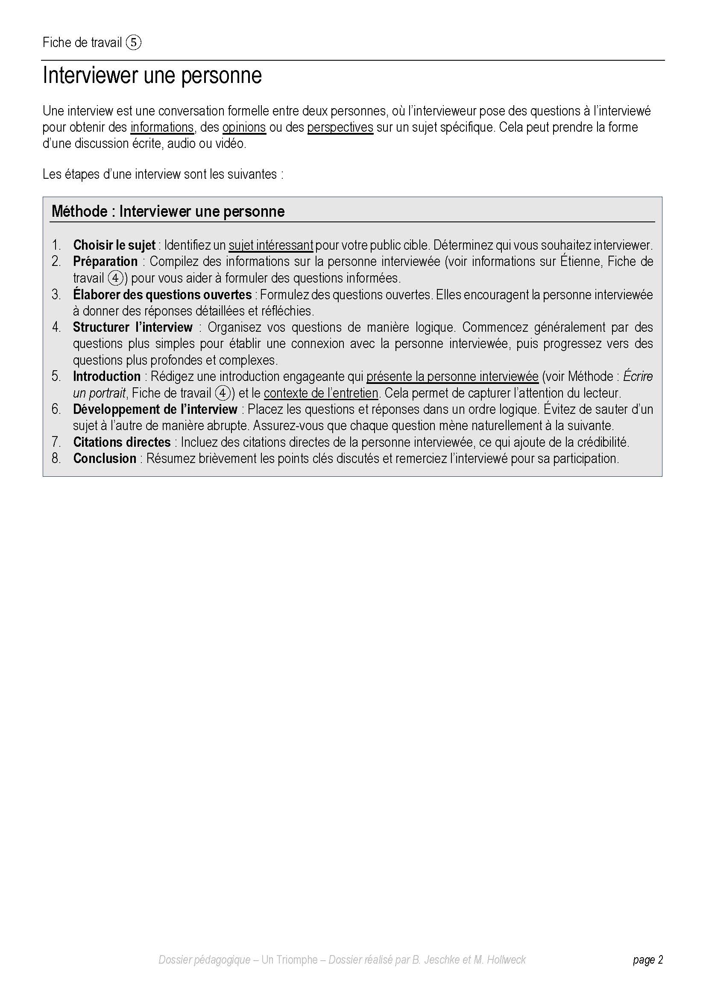 Fiche de travail ⑤
Interviewer une personne
Une interview est une conversation formelle entre deux personnes, où l’intervieweur pose des questions à l’interviewé
pour obtenir des informations, des opinions ou des perspectives sur un sujet spécifique. Cela peut prendre la forme
d’une discussion écrite, audio ou vidéo.
Les étapes d’une interview sont les suivantes :
Méthode : Interviewer une personne
1. Choisir le sujet : Identifiez un sujet intéressant pour votre public cible. Déterminez qui vous souhaitez interviewer.
2. Préparation : Compilez des informations sur la personne interviewée (voir informations sur Étienne, Fiche de
travail ④) pour vous aider à formuler des questions informées.
3. Élaborer des questions ouvertes : Formulez des questions ouvertes. Elles encouragent la personne interviewée
à donner des réponses détaillées et réfléchies.
4. Structurer l’interview : Organisez vos questions de manière logique. Commencez généralement par des
questions plus simples pour établir une connexion avec la personne interviewée, puis progressez vers des
questions plus profondes et complexes.
5. Introduction : Rédigez une introduction engageante qui présente la personne interviewée (voir Méthode : Écrire
un portrait, Fiche de travail ④) et le contexte de l’entretien. Cela permet de capturer l’attention du lecteur.
6. Développement de l’interview : Placez les questions et réponses dans un ordre logique. Évitez de sauter d’un
sujet à l’autre de manière abrupte. Assurez-vous que chaque question mène naturellement à la suivante.
7. Citations directes : Incluez des citations directes de la personne interviewée, ce qui ajoute de la crédibilité.
8. Conclusion : Résumez brièvement les points clés discutés et remerciez l’interviewé pour sa participation.
Dossier pédagogique – Un Triomphe – Dossier réalisé par B. Jeschke et M. Hollweck page 2